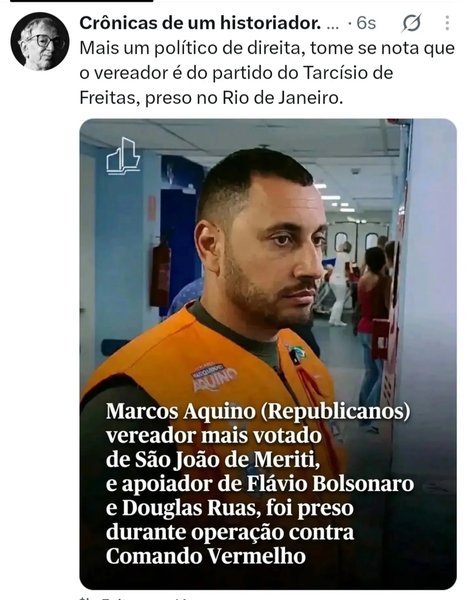 Crônicas de um historiador. ... · 6s
Mais um político de direita, tome se nota que
o vereador é do partido do Tarcísio de
Freitas, preso no Rio de Janeiro.
AQUINO
Marcos Aquino (Republicanos)
vereador mais votado
de São João de Meriti,
e apoiador de Flávio Bolsonaro
e Douglas Ruas, foi preso
durante operação contra
Comando Vermelho